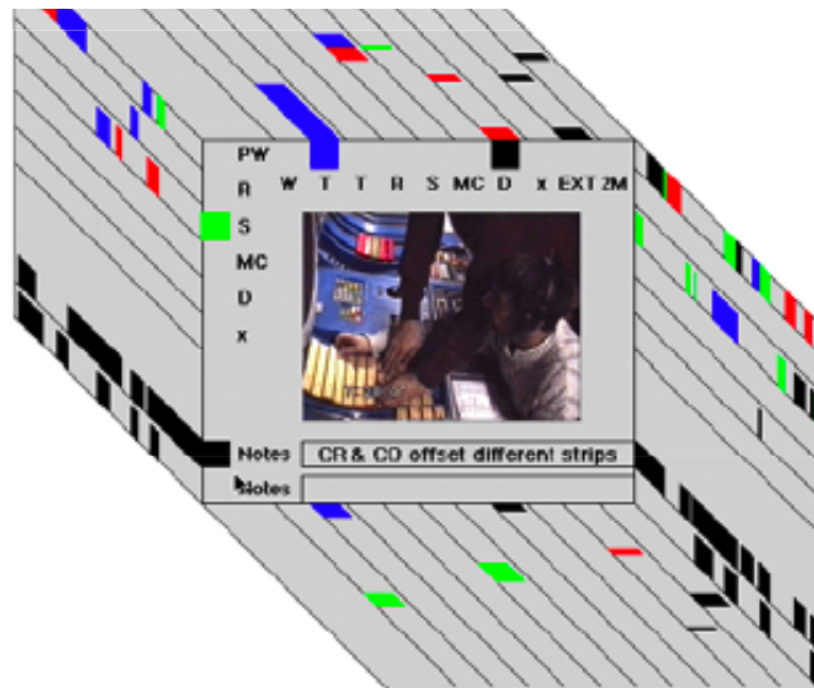 PW
W T T R S MC D x EXT 2M
R
S
MC
D
x
Notes CR & CD offset different strips
Notes